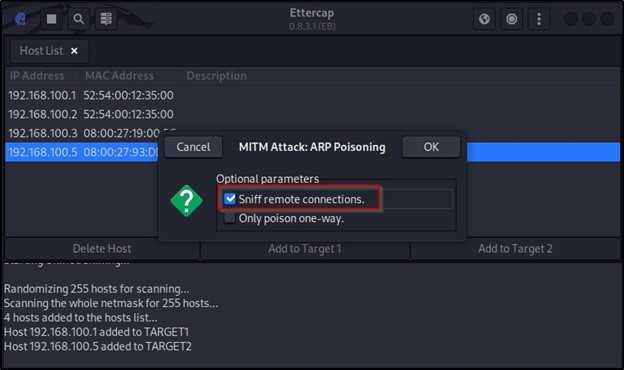 Ettercap
0.8.3.1 (EB)
Host List ×
IP Address MAC Address Description
192.168.100.1 52:54:00:12:35:00
192.168.100.2 52:54:00:12:35:00
192.168.100.3 08:00:27:19:00
192.168.100.5 08:00:27:93:D
Cancel MITM Attack: ARP Poisoning OK
Optional parameters
Sniff remote connections.
Only poison one-way.
Delete Host Add to Target 1 Add to Target 2
Starting Unified sniffing...
Randomizing 255 hosts for scanning...
Scanning the whole netmask for 255 hosts...
4 hosts added to the hosts list...
Host 192.168.100.1 added to TARGET1
Host 192.168.100.5 added to TARGET2